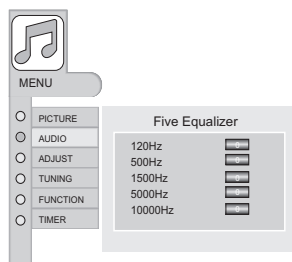 MENU
PICTURE
AUDIO
ADJUST
TUNING
FUNCTION
TIMER
Five Equalizer
120Hz
500Hz
1500Hz
5000Hz
10000Hz